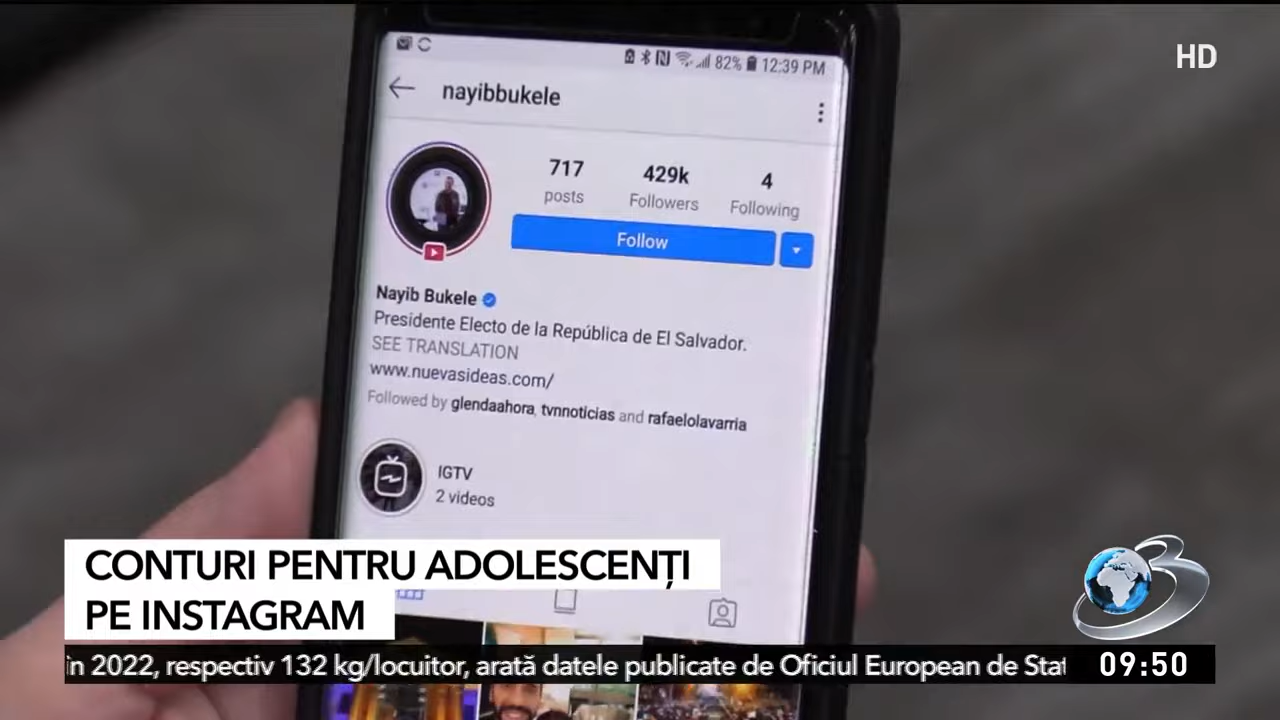 HD
82% 12:39 PM
nayibbukele
717
429k
4
posts
Followers
Following
Follow
Nayib Bukele
Presidente Electo de la República de El Salvador.
SEE TRANSLATION
www.nuevasideas.com/
Followed by glendaahora, tvnnoticias and rafaelolavarria
IGTV
2 videos
CONTURI PENTRU ADOLESCENȚI
PE INSTAGRAM
3
în 2022, respectiv 132 kg/locuitor, arată datele publicate de Oficiul European de Stat
09:50